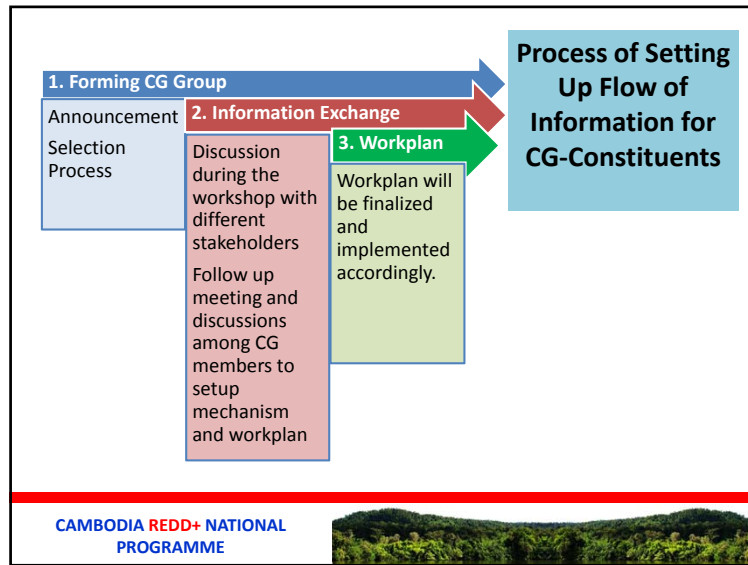 Process of Setting
Up Flow of
Information for
CG-Constituents
1. Forming CG Group
Announcement
Selection
Process
2. Information Exchange
Discussion
during the
workshop with
different
stakeholders
Follow up
meeting and
discussions
among CG
members to
setup
mechanism
and workplan
3. Workplan
Workplan will
be finalized
and
implemented
accordingly.
CAMBODIA REDD+ NATIONAL
PROGRAMME